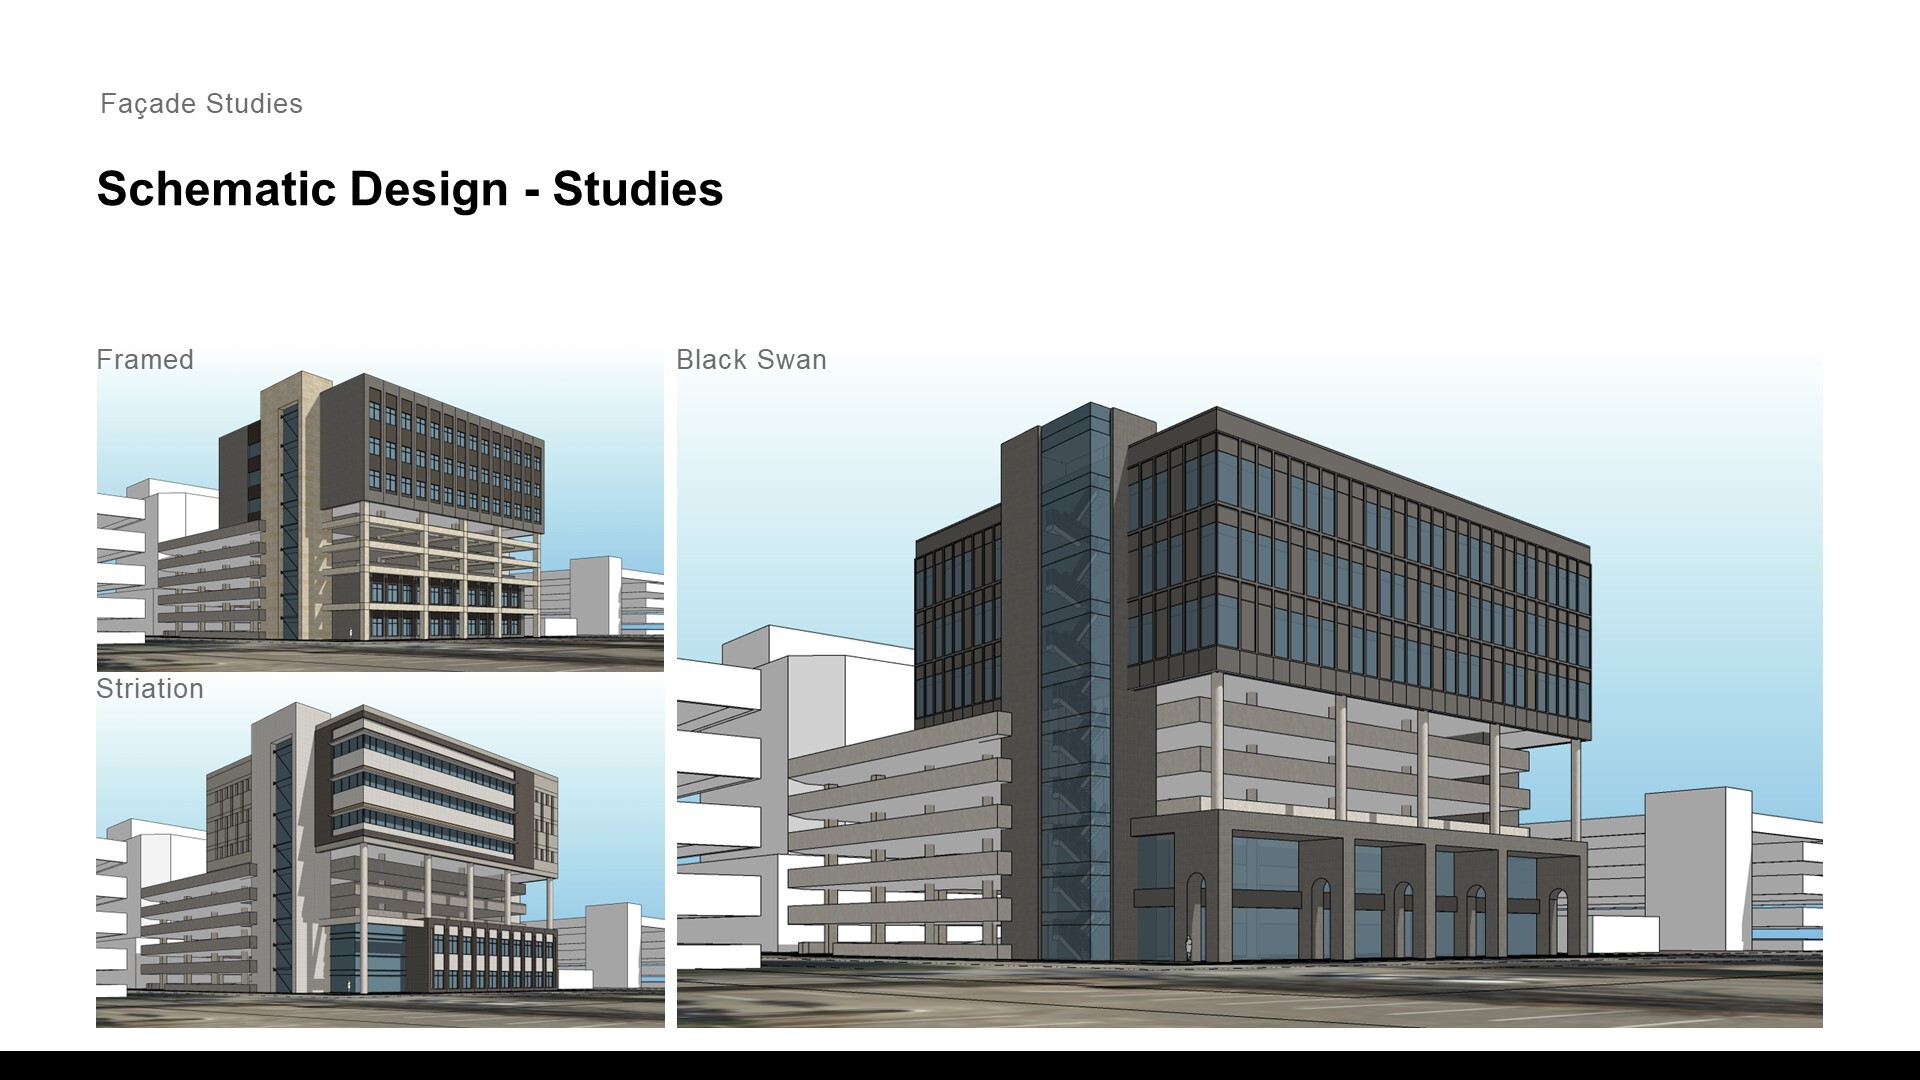 Façade Studies
Schematic Design - Studies
Framed
Black Swan
Striation